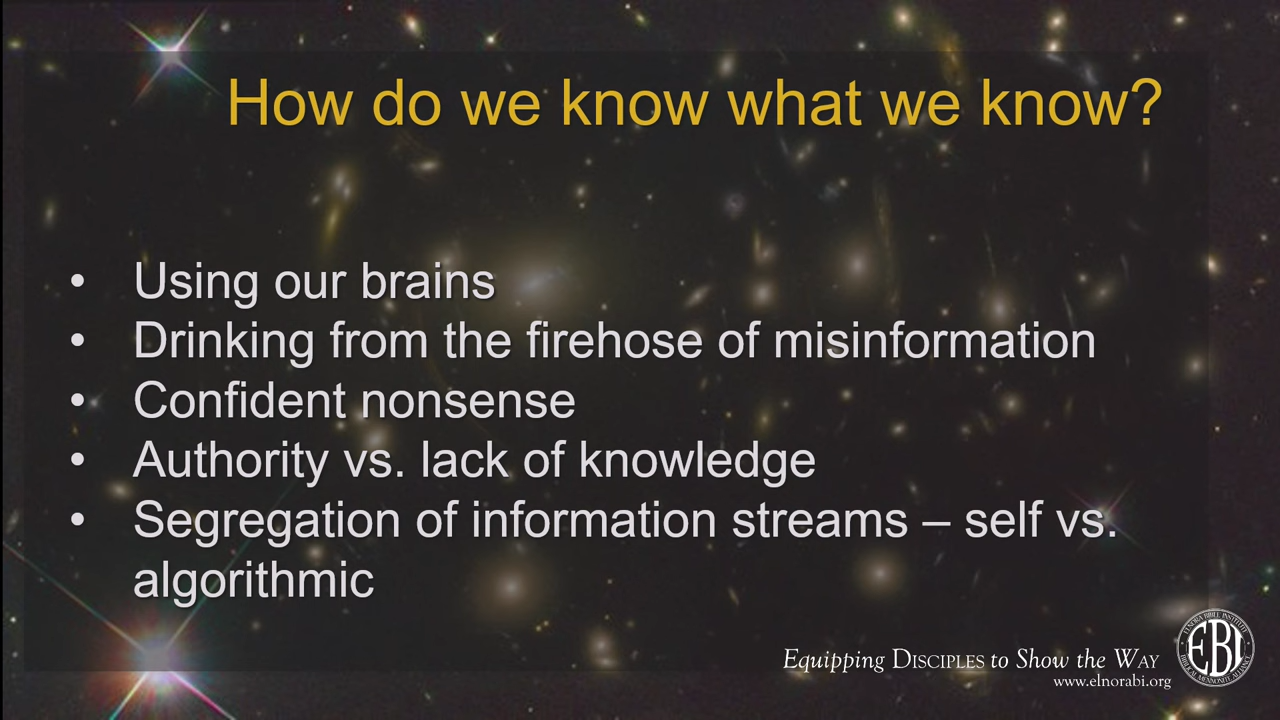 How do we know what we know?
• Using our brains
• Drinking from the firehose of misinformation
• Confident nonsense
• Authority vs. lack of knowledge
• Segregation of information streams – self vs.
algorithmic
Equipping Disciples to Show the Way
www.elnorabi.org
EBI